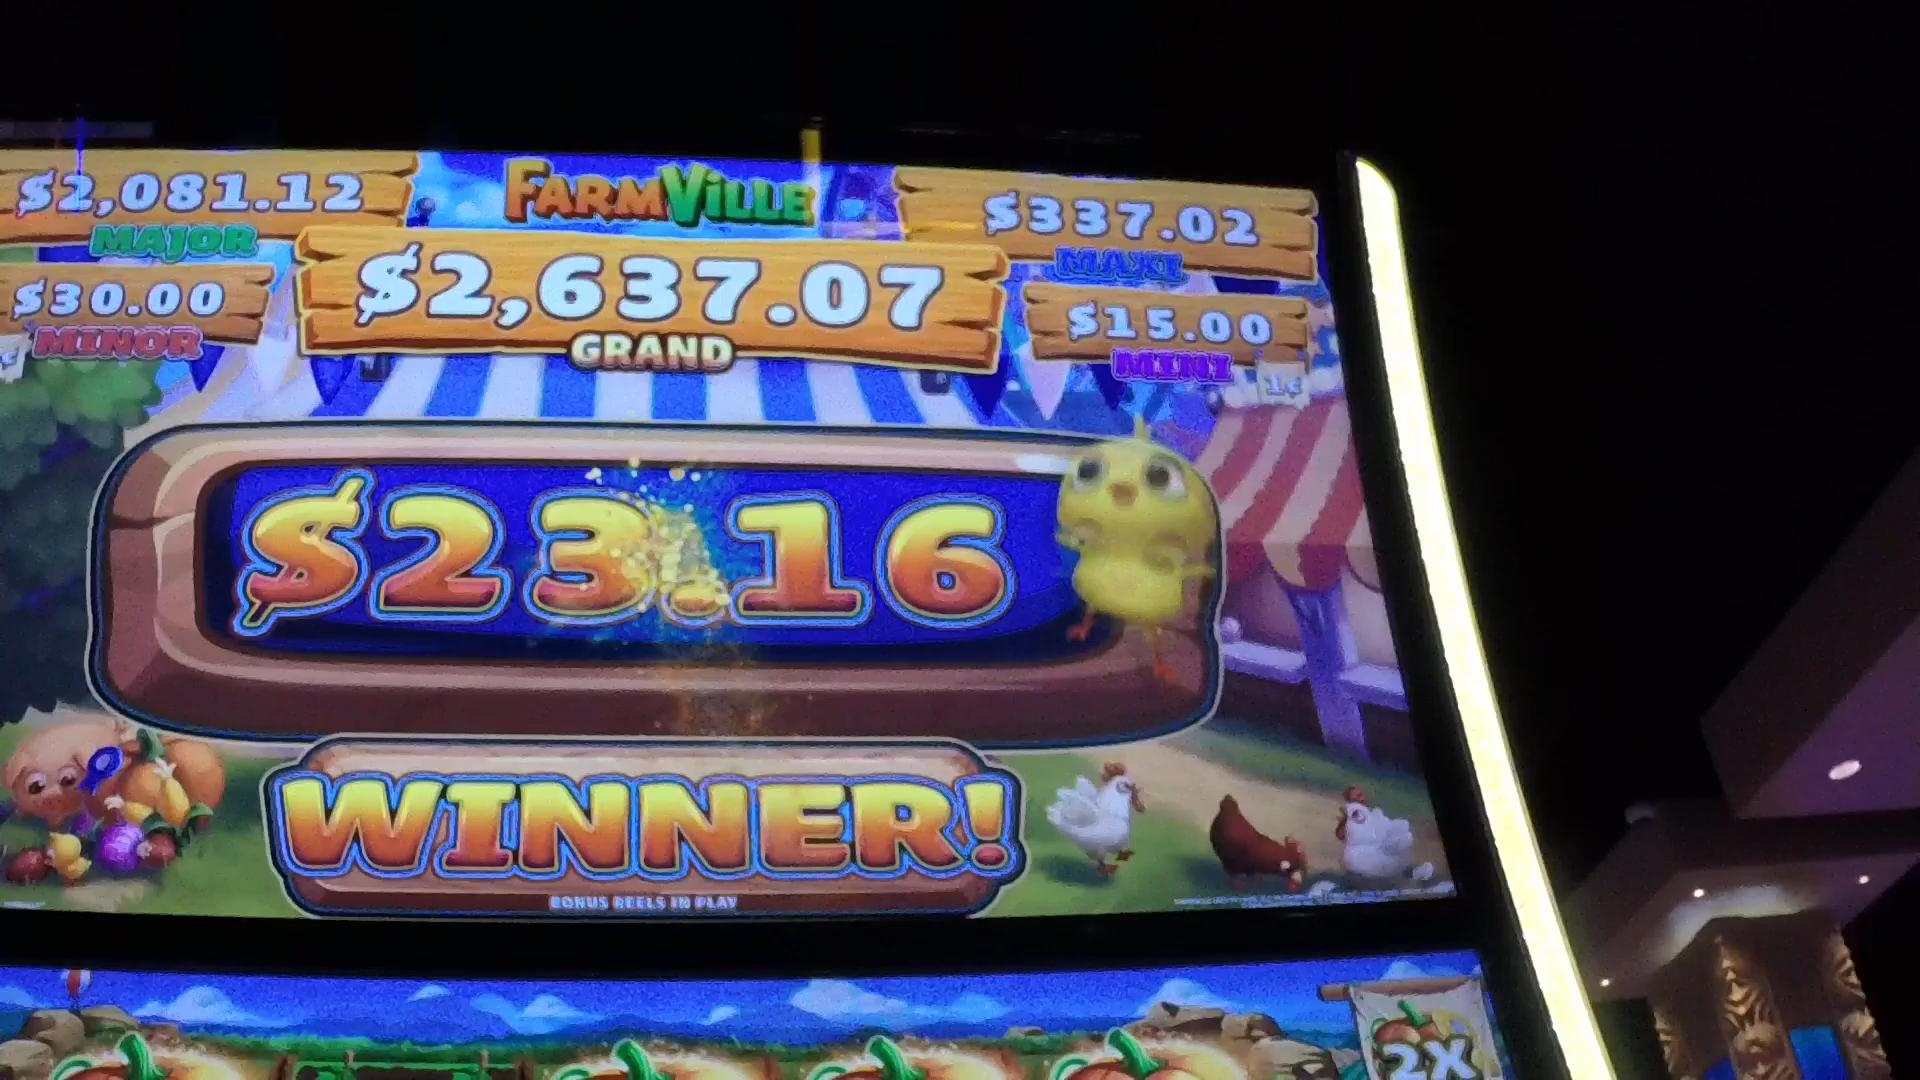 $2,081.12
MAJOR
FARMVILLE
$337.02
MAXI
$30.00
MINOR
$2,637.07
GRAND
$15.00
MINI
1¢
$23.16
WINNER!
BONUS REELS IN PLAY
2X